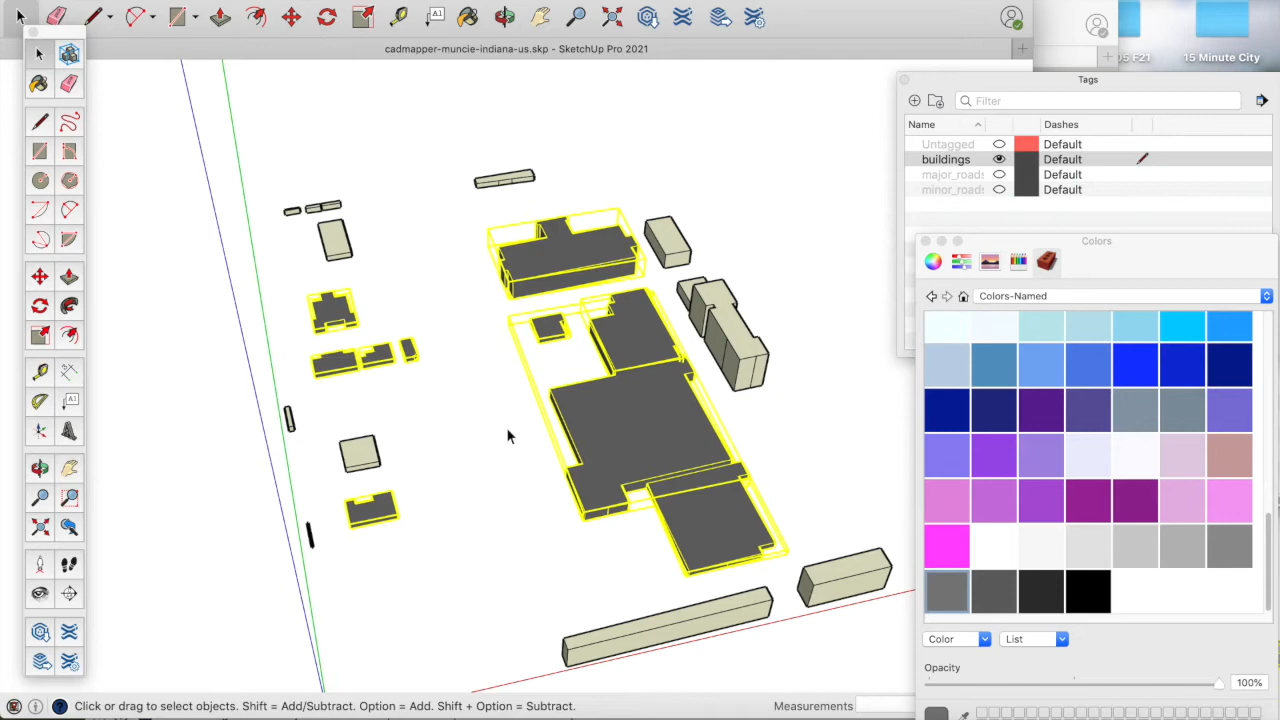 cadmapper-muncie-indiana-us.skp - SketchUp Pro 2021
15 F21
15 Minute City
Tags
Filter
Name
Dashes
Untagged
Default
buildings
Default
major_roads
Default
minor_roads
Default
Colors
Colors-Named
Color
List
Opacity
100%
Click or drag to select objects. Shift = Add/Subtract. Option = Add. Shift + Option = Subtract.
Measurements